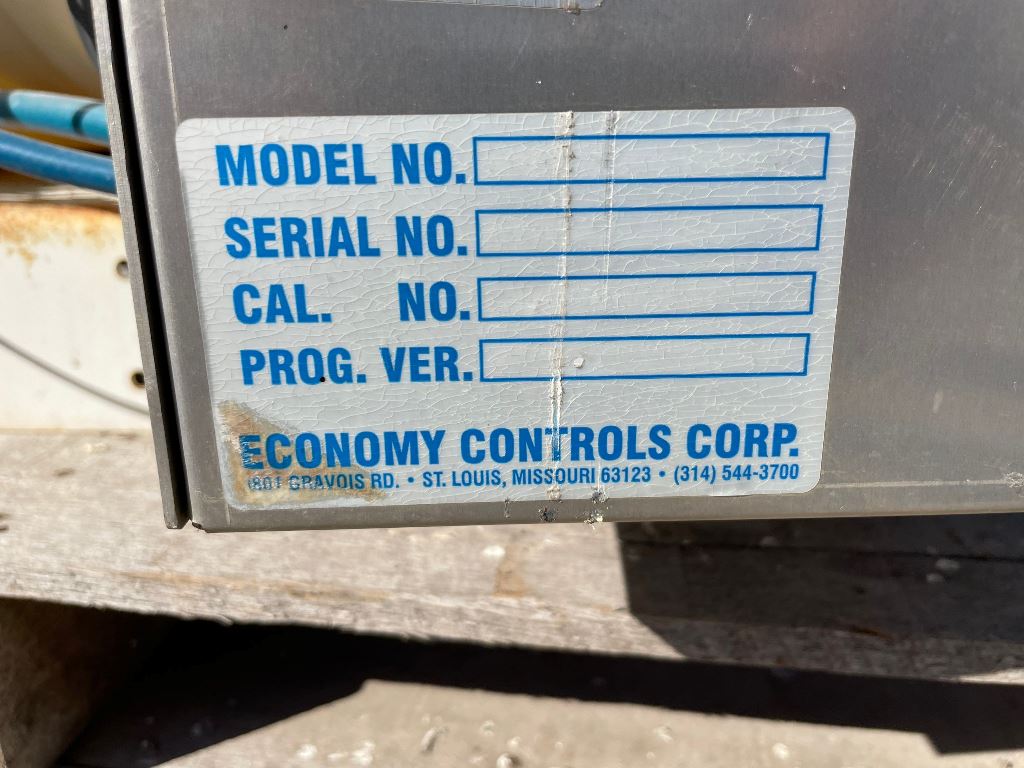 MODEL NO.
SERIAL NO.
CAL. NO.
PROG. VER.
ECONOMY CONTROLS CORP.
GRAVOIS RD. • ST. LOUIS, MISSOURI 63123 • (314) 544-3700